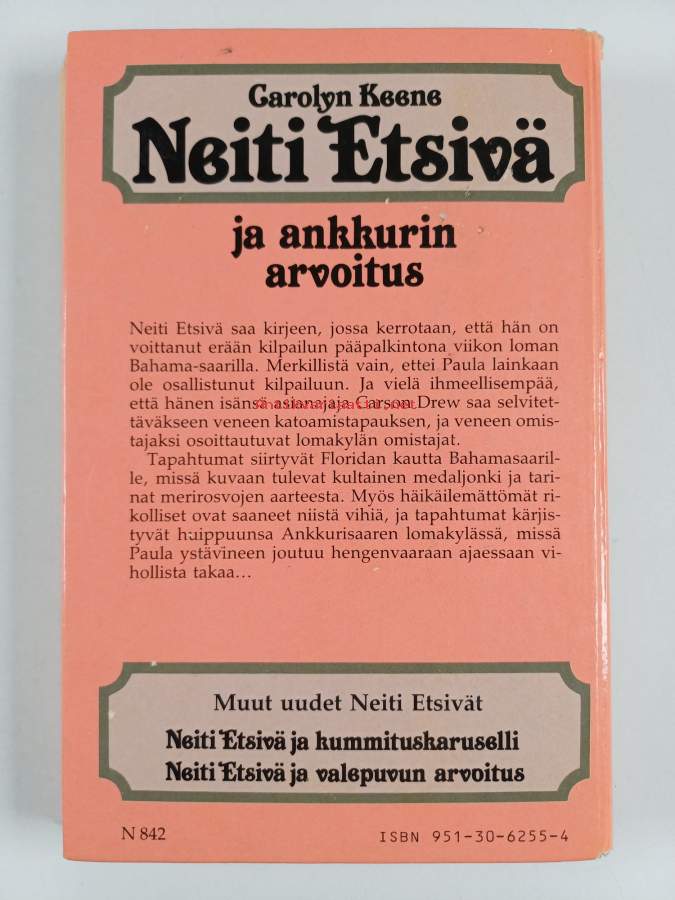 Carolyn Keene
Neiti Etsivä
ja ankkurin
arvoitus
Neiti Etsivä saa kirjeen, jossa kerrotaan, että hän on
voittanut erään kilpailun pääpalkintona viikon loman
Bahama-saarilla. Merkillistä vain, ettei Paula lainkaan
ole osallistunut kilpailuun. Ja vielä ihmeellisempää,
että hänen isänsä asianajaja Carson Drew saa selvitet-
täväkseen veneen katoamistapauksen, ja veneen omis-
tajaksi osoittautuvat lomakylän omistajat.
Tapahtumat siirtyvät Floridan kautta Bahamasaaril-
le, missä kuvaan tulevat kultainen medaljonki ja tari-
nat merirosvojen aarteesta. Myös häikäilemättömät ri-
kolliset ovat saaneet niistä vihiä, ja tapahtumat kärjis-
tyvät huippuunsa Ankkurisaaren lomakylässä, missä
Paula ystävineen joutuu hengenvaaraan ajaessaan vi-
hollista takaa...
Muut uudet Neiti Etsivät
Neiti Etsivä ja kummituskaruselli
Neiti Etsivä ja valepuvun arvoitus
N 842
ISBN 951-30-6255-4